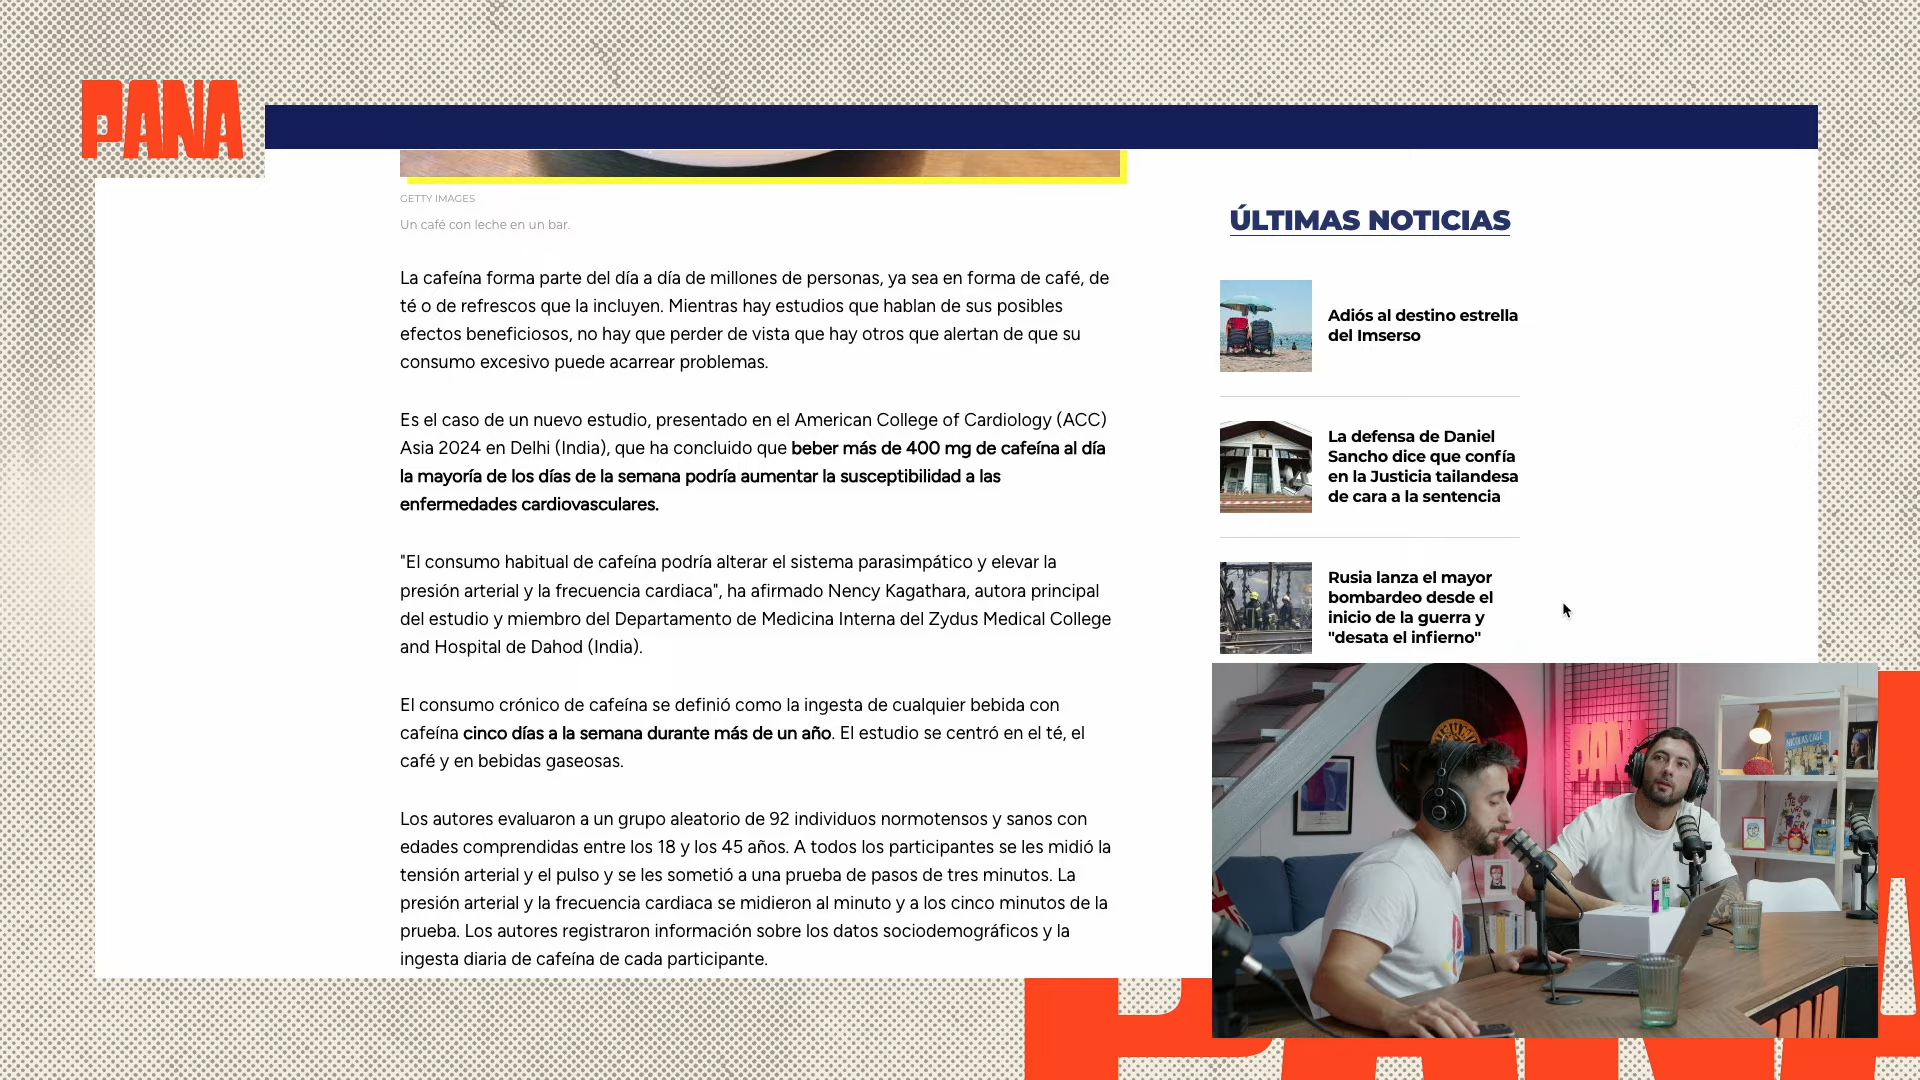 PANA
GETTY IMAGES
Un café con leche en un bar.
La cafeína forma parte del día a día de millones de personas, ya sea en forma de café, de
té o de refrescos que la incluyen. Mientras hay estudios que hablan de sus posibles
efectos beneficiosos, no hay que perder de vista que hay otros que alertan de que su
consumo excesivo puede acarrear problemas.
Es el caso de un nuevo estudio, presentado en el American College of Cardiology (ACC)
Asia 2024 en Delhi (India), que ha concluido que beber más de 400 mg de cafeína al día
la mayoría de los días de la semana podría aumentar la susceptibilidad a las
enfermedades cardiovasculares.
"El consumo habitual de cafeína podría alterar el sistema parasimpático y elevar la
presión arterial y la frecuencia cardiaca", ha afirmado Nency Kagathara, autora principal
del estudio y miembro del Departamento de Medicina Interna del Zydus Medical College
and Hospital de Dahod (India).
El consumo crónico de cafeína se definió como la ingesta de cualquier bebida con
cafeína cinco días a la semana durante más de un año. El estudio se centró en el té, el
café y en bebidas gaseosas.
Los autores evaluaron a un grupo aleatorio de 92 individuos normotensos y sanos con
edades comprendidas entre los 18 y los 45 años. A todos los participantes se les midió la
tensión arterial y el pulso y se les sometió a una prueba de pasos de tres minutos. La
presión arterial y la frecuencia cardiaca se midieron al minuto y a los cinco minutos de la
prueba. Los autores registraron información sobre los datos sociodemográficos y la
ingesta diaria de cafeína de cada participante.
ÚLTIMAS NOTICIAS
Adiós al destino estrella
del Imserso
La defensa de Daniel
Sancho dice que confía
en la Justicia tailandesa
de cara a la sentencia
Rusia lanza el mayor
bombardeo desde el
inicio de la guerra y
"desata el infierno"
PANA
NICOLAS CAGE
PANA